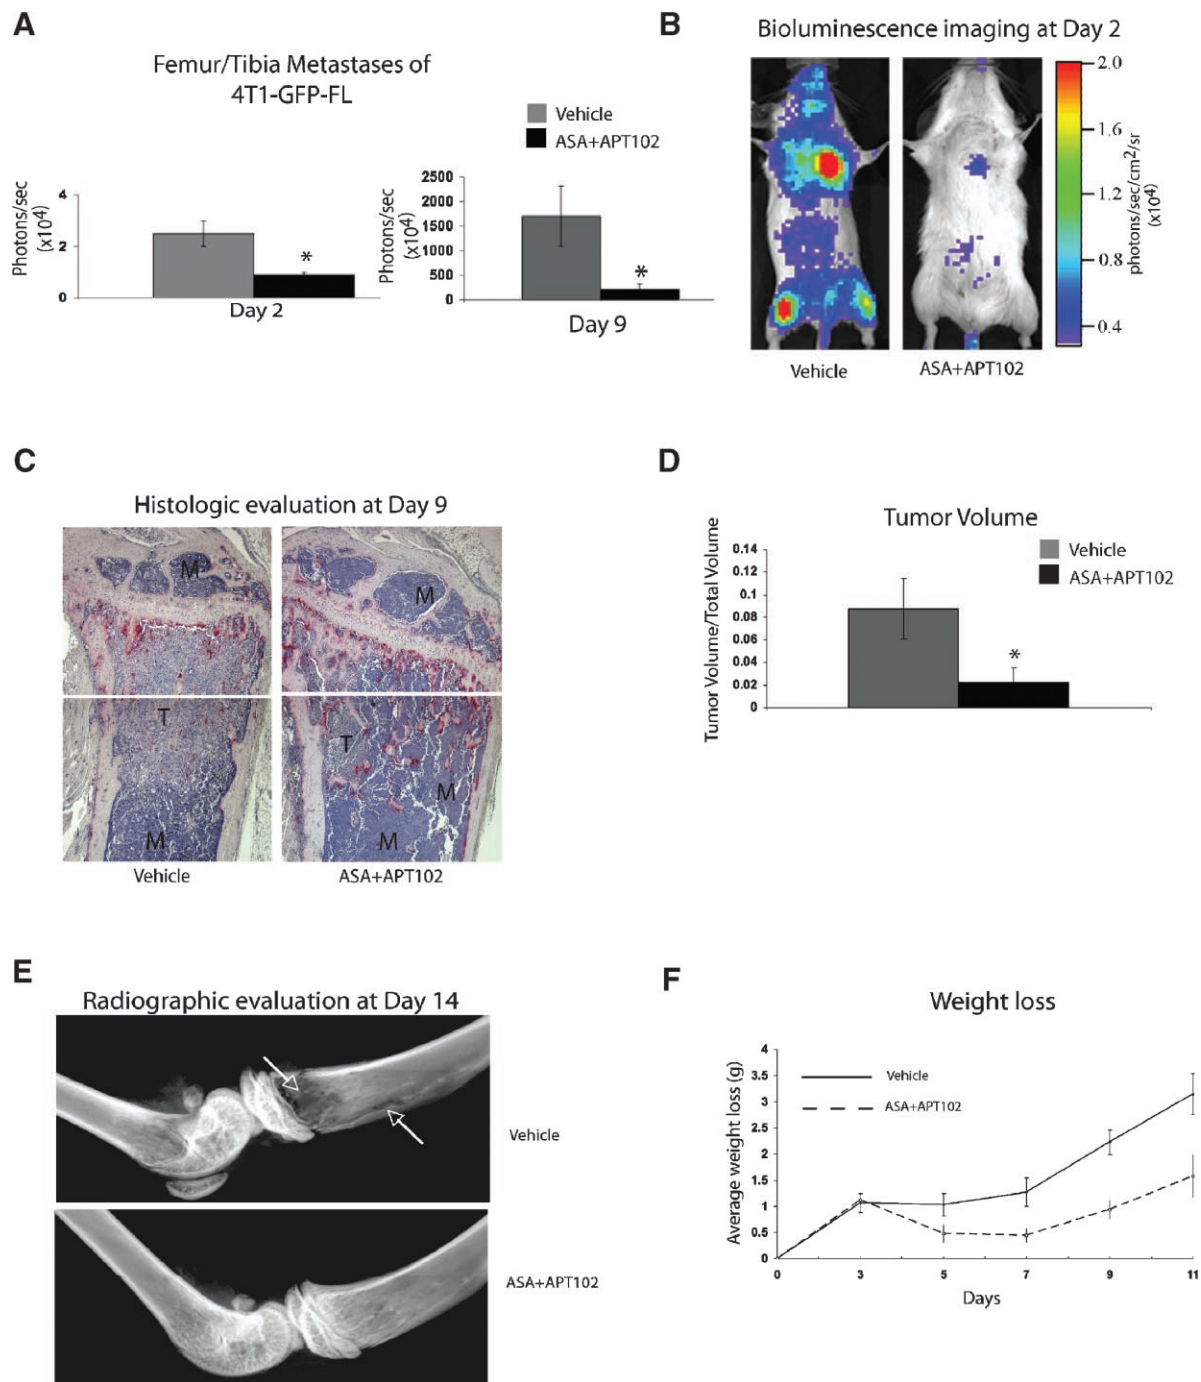 A
Femur/Tibia Metastases of
4T1-GFP-FL
Vehicle
ASA+APT102
Photons/sec
(x10⁴)
4
2
0
*
Day 2
Photons/sec
(x10⁴)
2500
2000
1500
1000
500
0
*
Day 9
B
Bioluminescence imaging at Day 2
2.0
1.6
1.2
0.8
0.4
photons/sec/cm2/sr
(x10⁴)
Vehicle
ASA+APT102
C
Histologic evaluation at Day 9
M
M
T
T
M
M
M
Vehicle
ASA+APT102
D
Tumor Volume
Vehicle
ASA+APT102
Tumor Volume/Total Volume
0.14
0.12
0.1
0.08
0.06
0.04
0.02
0
*
E
Radiographic evaluation at Day 14
Vehicle
ASA+APT102
F
Weight loss
Vehicle
ASA+APT102
Average weight loss (g)
4
3.5
3
2.5
2
1.5
1
0.5
0
0 3 5 7 9 11
Days